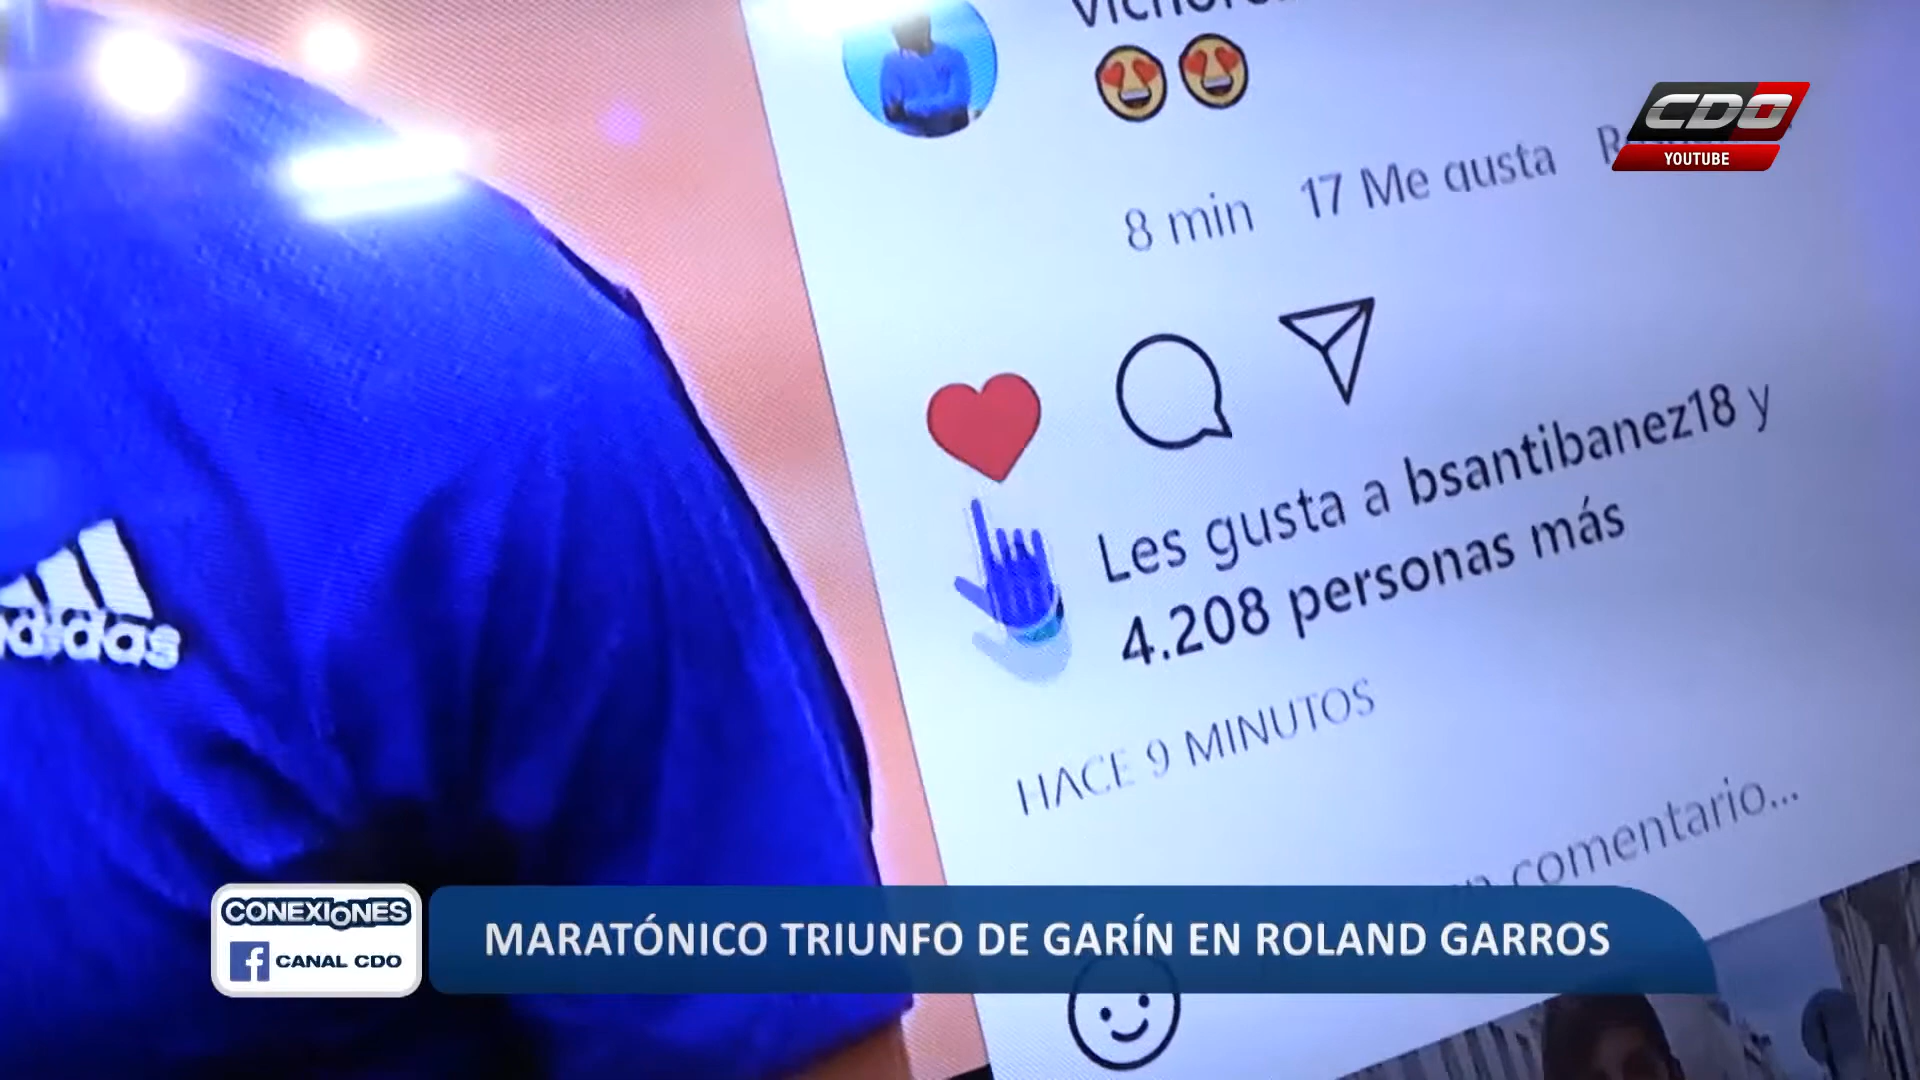 CDO
YOUTUBE
8 min 17 Me gusta
Les gusta a bsantibanez18 y
4.208 personas más
HACE 9 MINUTOS
comentario...
adidas
CONEXIONES
CANAL CDO
MARATÓNICO TRIUNFO DE GARÍN EN ROLAND GARROS